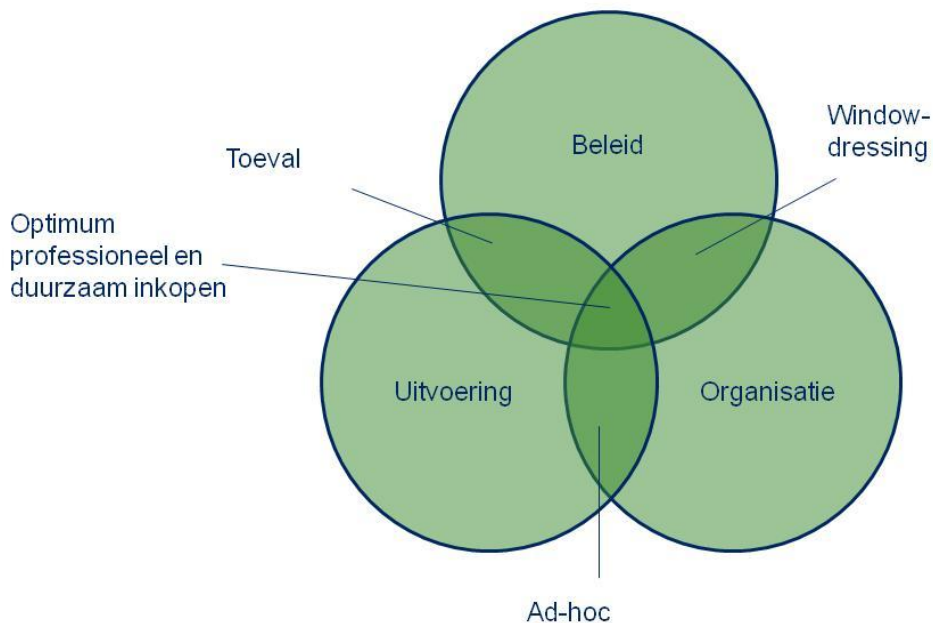 Beleid
Window-
dressing
Toeval
Optimum
professioneel en
duurzaam inkopen
Uitvoering
Organisatie
Ad-hoc